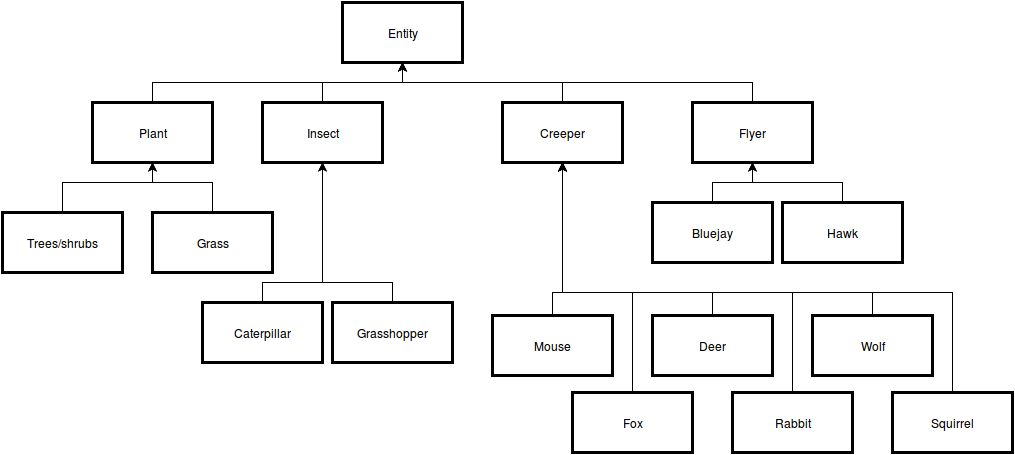 Entity
Plant
Insect
Creeper
Flyer
Trees/shrubs
Grass
Bluejay
Hawk
Caterpillar
Grasshopper
Mouse
Deer
Wolf
Fox
Rabbit
Squirrel